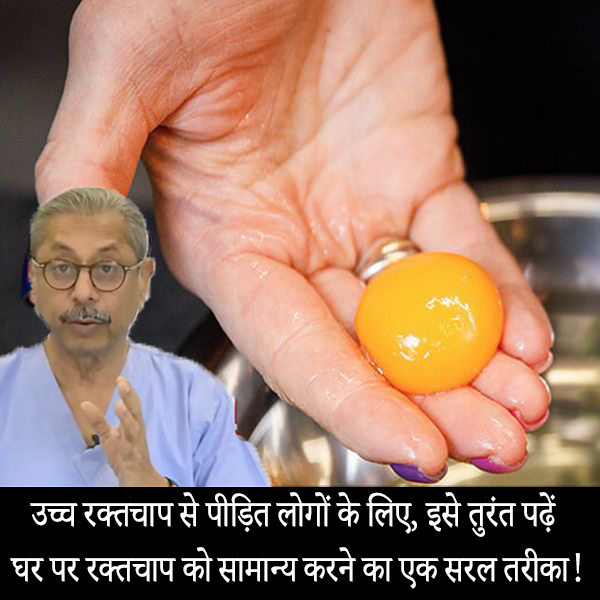 उच्च रक्तचाप से पीड़ित लोगों के लिए, इसे तुरंत पढ़ें
घर पर रक्तचाप को सामान्य करने का एक सरल तरीका!